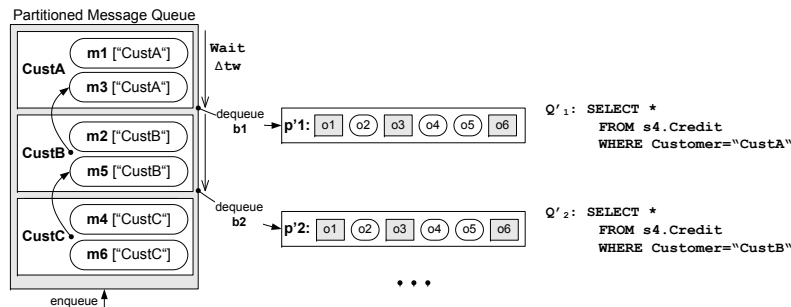 Partitioned Message Queue
CustA
m1 ["CustA"]
m3 ["CustA"]
Wait
Δtw
dequeue
b1
p'1: o1 o2 o3 o4 o5 o6
Q'1: SELECT *
FROM s4.Credit
WHERE Customer="CustA"
CustB
m2 ["CustB"]
m5 ["CustB"]
dequeue
b2
p'2: o1 o2 o3 o4 o5 o6
Q'2: SELECT *
FROM s4.Credit
WHERE Customer="CustB"
CustC
m4 ["CustC"]
m6 ["CustC"]
• • •
enqueue